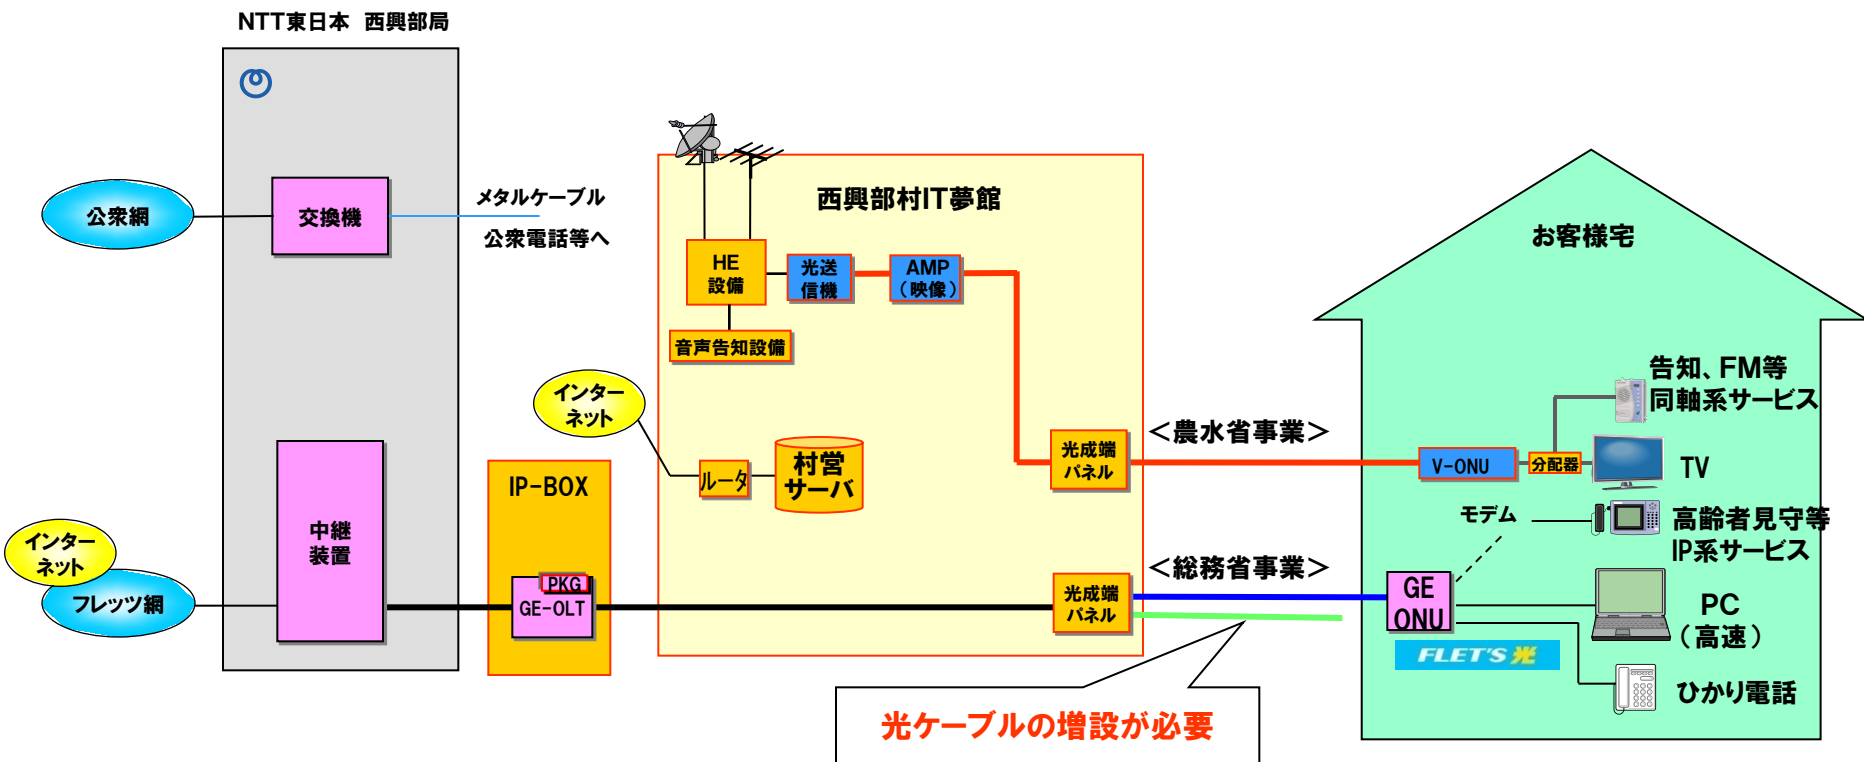 NTT東日本 西興部局
公衆網
交換機
メタルケーブル
公衆電話等へ
中継
装置
インター
ネット
フレッツ網
IP-BOX
PKG
GE-OLT
西興部村IT夢館
HE
設備
光送
信機
AMP
（映像）
音声告知設備
インター
ネット
ルータ
村営
サーバ
光成端
パネル
＜農水省事業＞
光成端
パネル
＜総務省事業＞
光ケーブルの増設が必要
お客様宅
告知、FM等
同軸系サービス
V-ONU
分配器
TV
モデム
高齢者見守等
IP系サービス
GE
ONU
FLET'S 光
PC
（高速）
ひかり電話